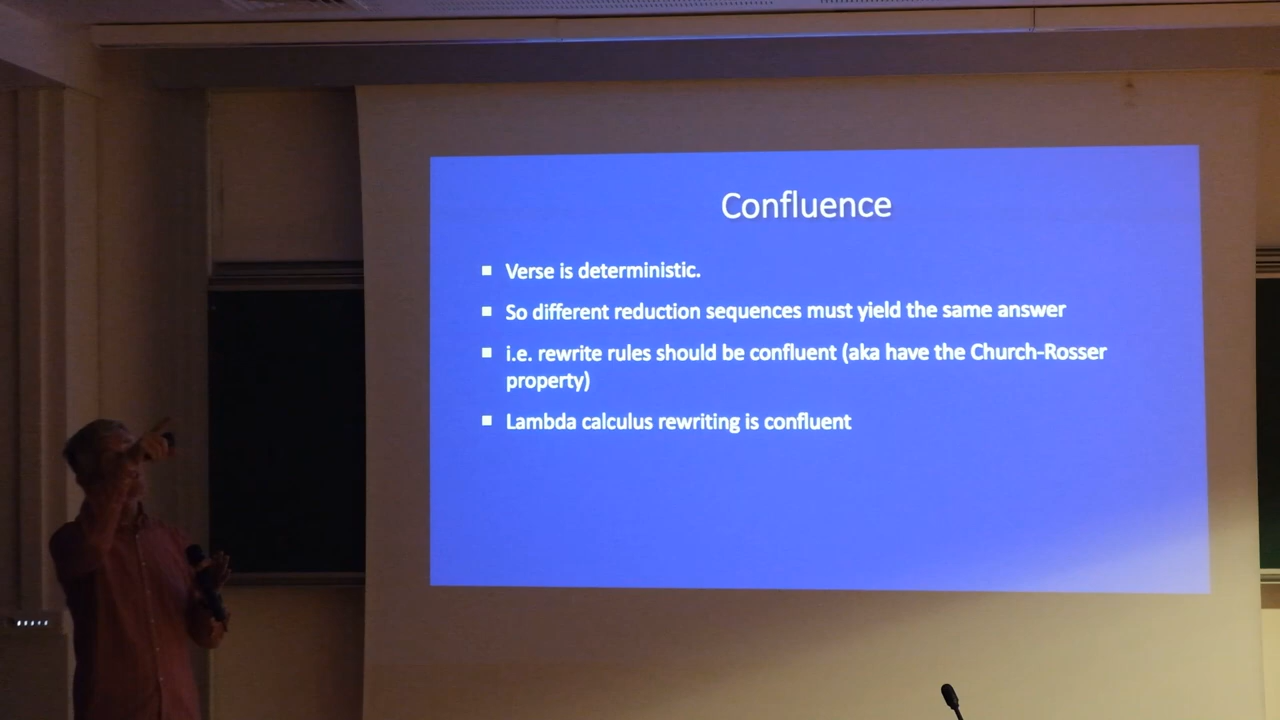 Confluence
Verse is deterministic.
So different reduction sequences must yield the same answer
i.e. rewrite rules should be confluent (aka have the Church-Rosser
property)
Lambda calculus rewriting is confluent